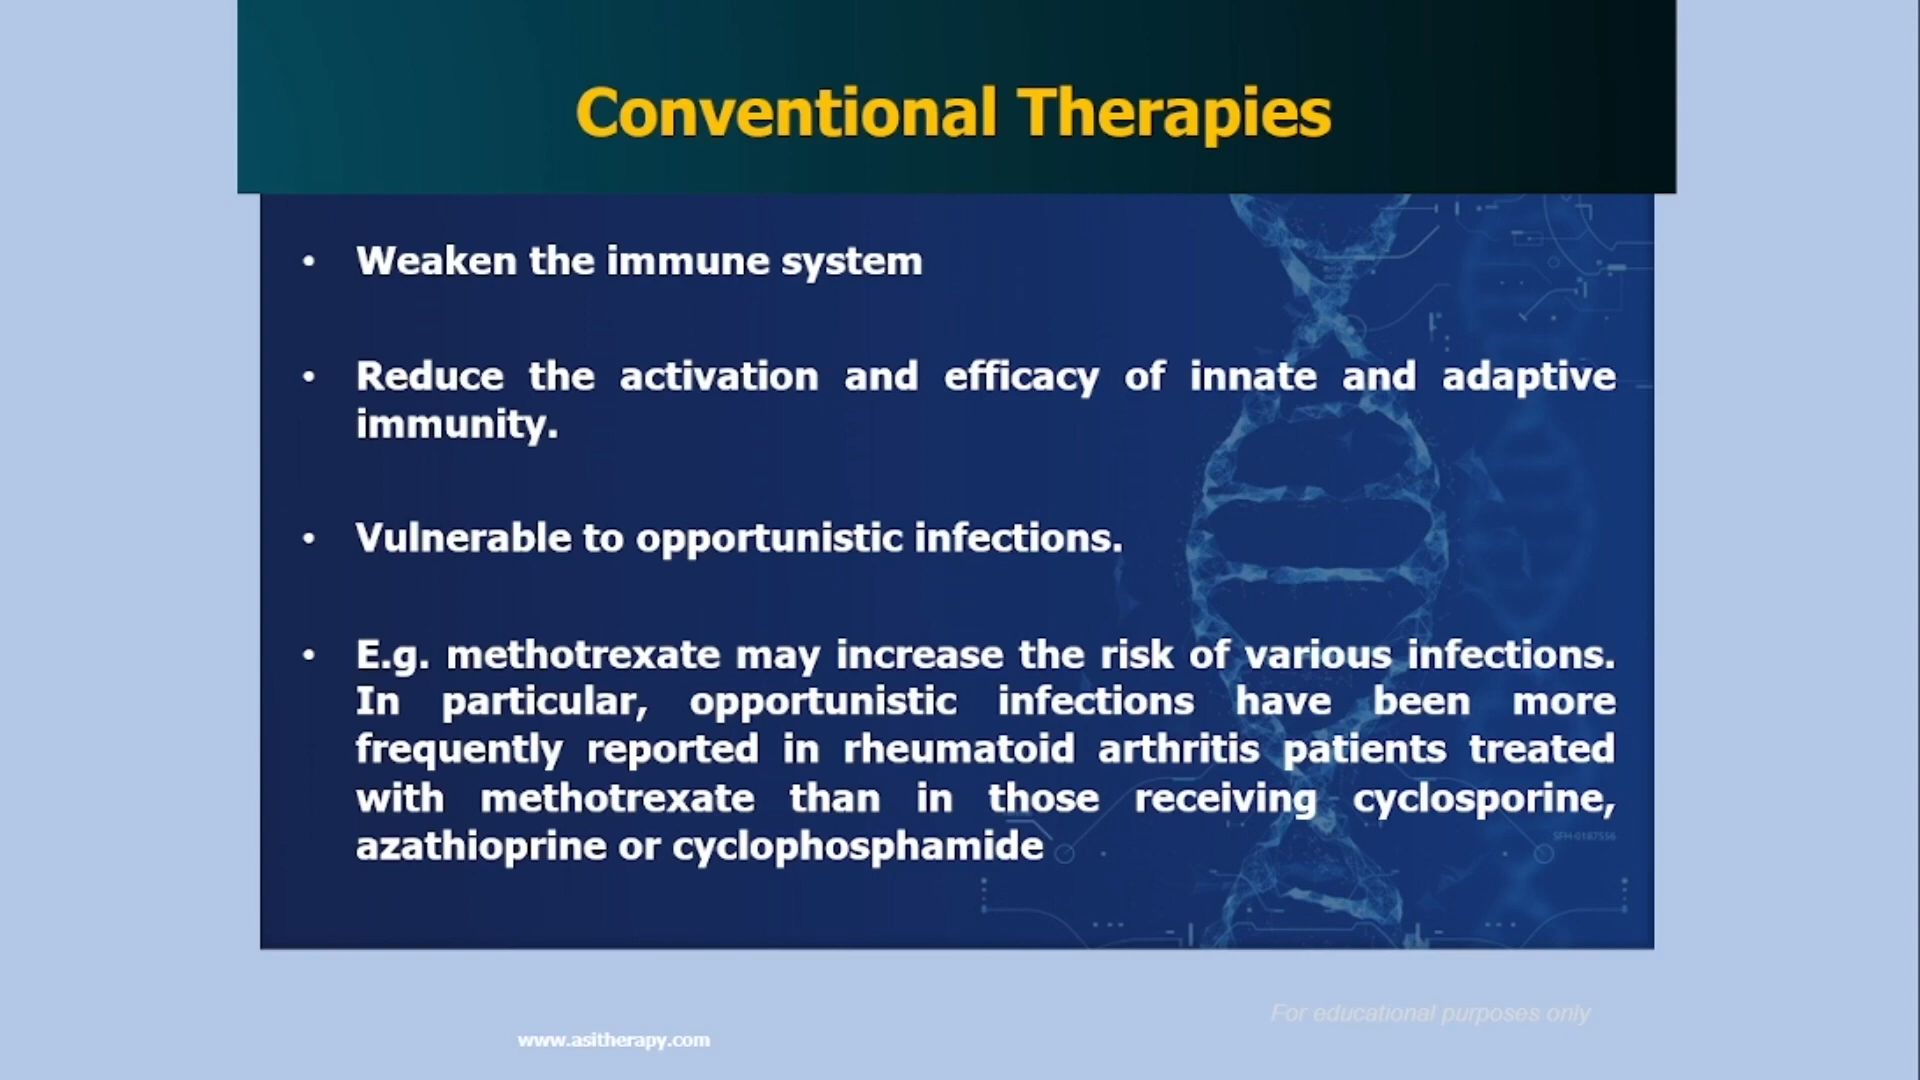 Conventional Therapies
• Weaken the immune system
• Reduce the activation and efficacy of innate and adaptive
immunity.
• Vulnerable to opportunistic infections.
• E.g. methotrexate may increase the risk of various infections.
In particular, opportunistic infections have been more
frequently reported in rheumatoid arthritis patients treated
with methotrexate than in those receiving cyclosporine,
azathioprine or cyclophosphamide
SFH-0187556
For educational purposes only
www.asitherapy.com